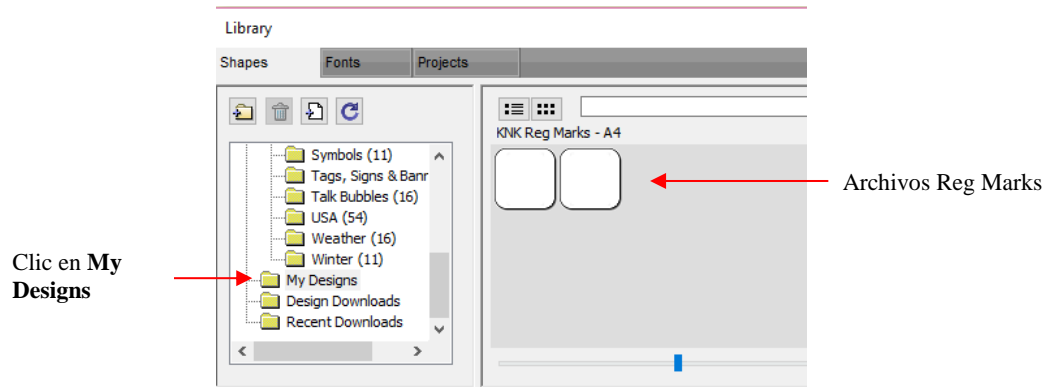 Library
Shapes Fonts Projects
KNK Reg Marks - A4
Symbols (11)
Tags, Signs & Banr
Talk Bubbles (16)
USA (54)
Weather (16)
Winter (11)
My Designs
Design Downloads
Recent Downloads
Clic en My
Designs
Archivos Reg Marks